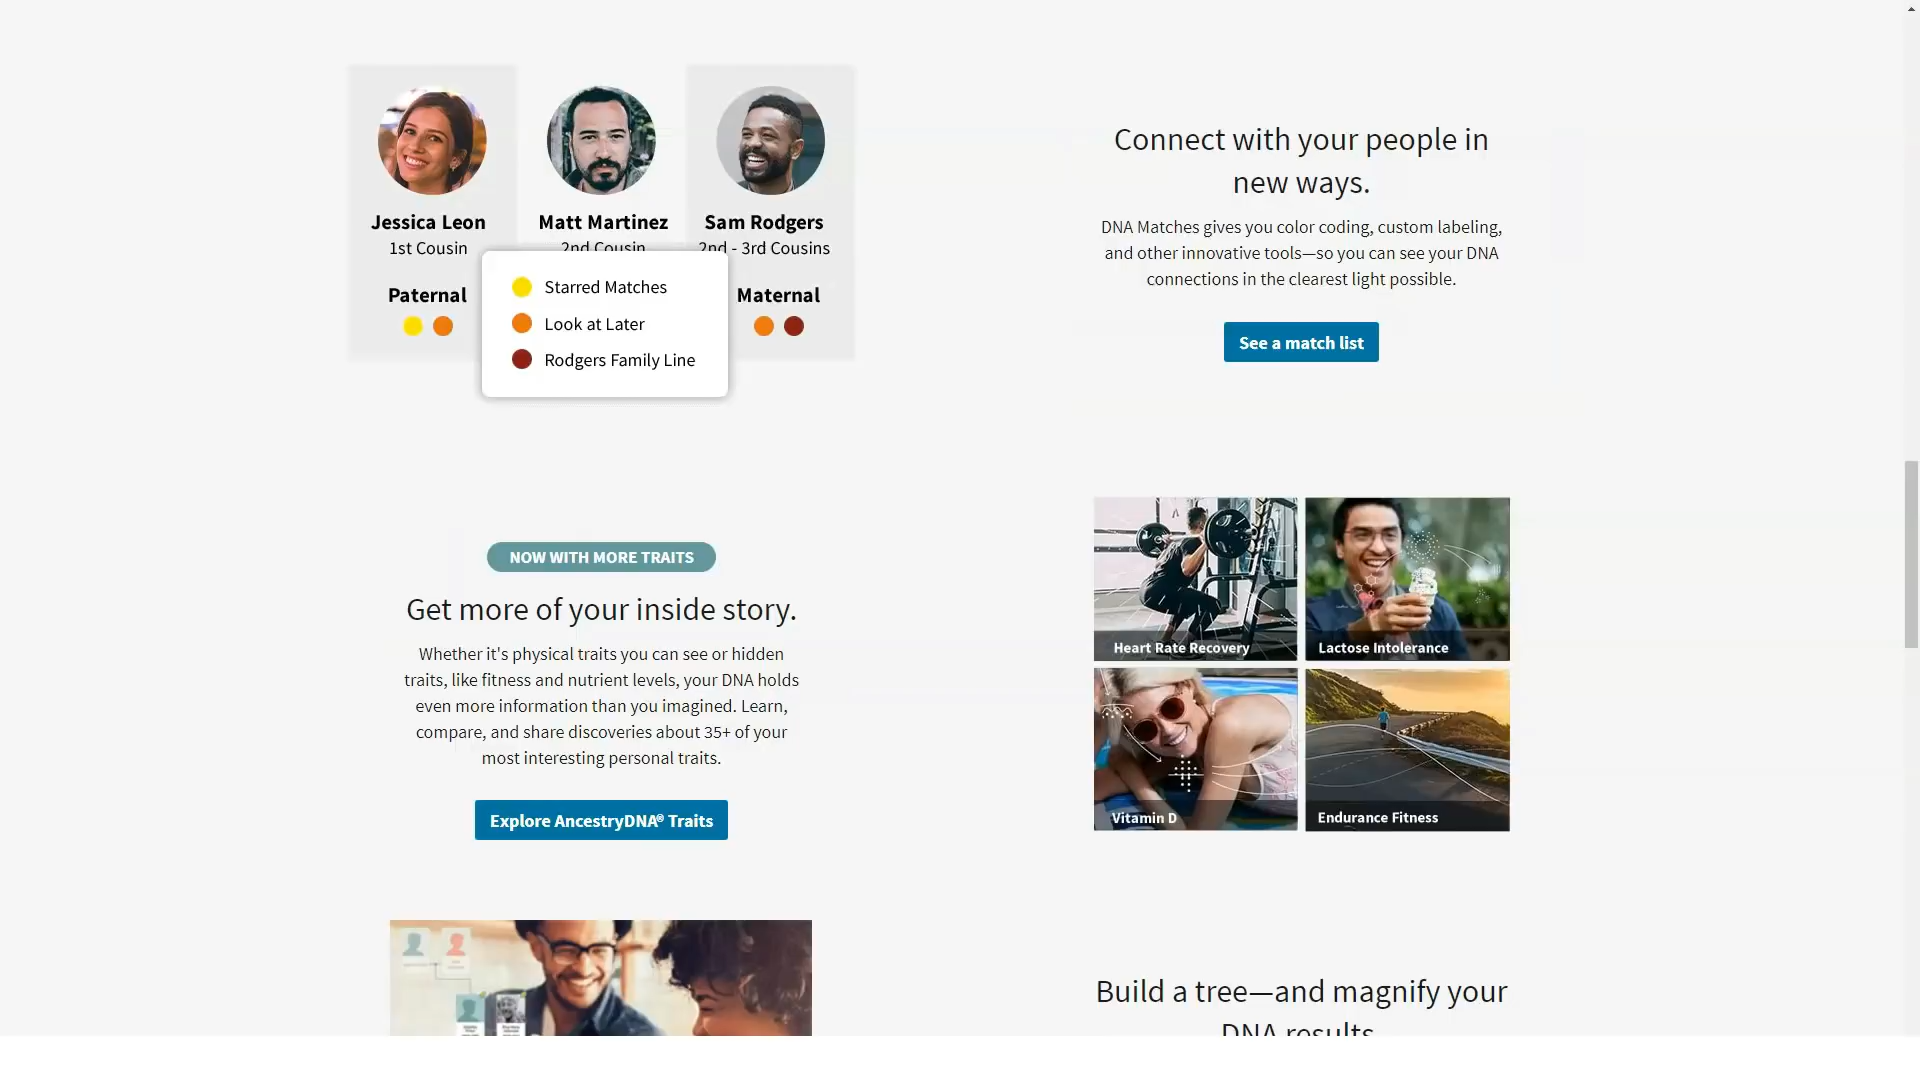 Jessica Leon
1st Cousin
Paternal
Matt Martinez
2nd Cousin
Sam Rodgers
2nd - 3rd Cousins
Maternal
Starred Matches
Look at Later
Rodgers Family Line
Connect with your people in
new ways.
DNA Matches gives you color coding, custom labeling,
and other innovative tools—so you can see your DNA
connections in the clearest light possible.
See a match list
NOW WITH MORE TRAITS
Get more of your inside story.
Whether it's physical traits you can see or hidden
traits, like fitness and nutrient levels, your DNA holds
even more information than you imagined. Learn,
compare, and share discoveries about 35+ of your
most interesting personal traits.
Explore AncestryDNA® Traits
Heart Rate Recovery
Lactose Intolerance
Vitamin D
Endurance Fitness
Build a tree—and magnify your
DNA results